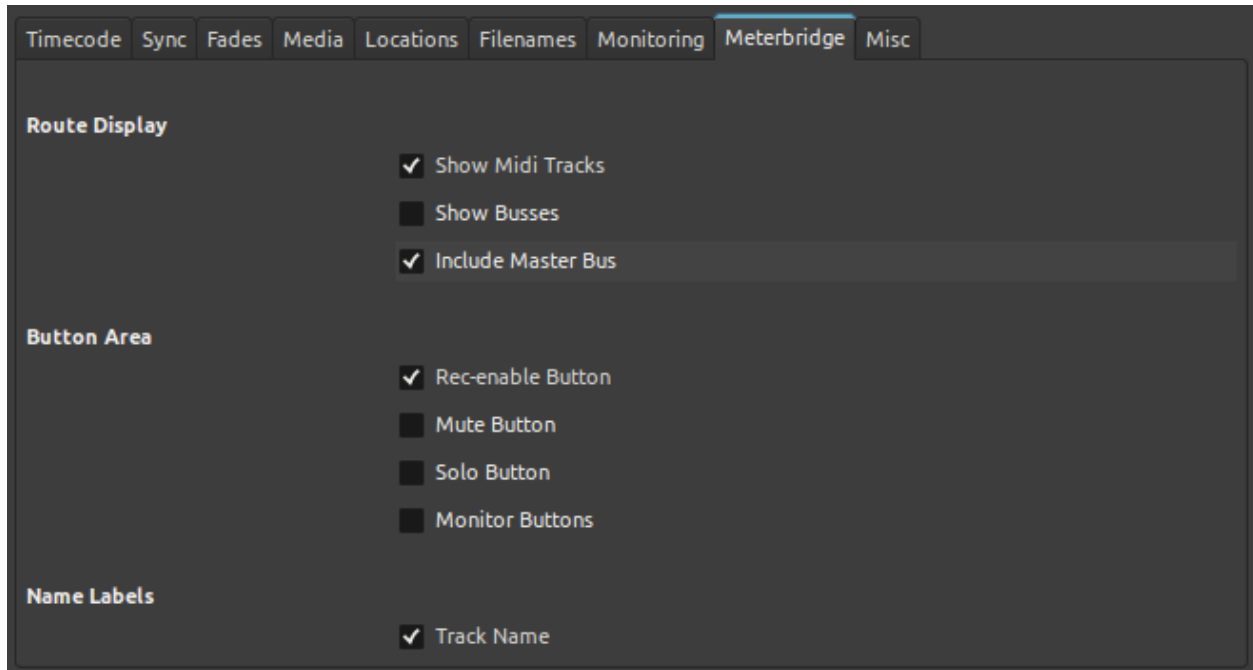 Timecode Sync Fades Media Locations Filenames Monitoring Meterbridge Misc
Route Display
Show Midi Tracks
Show Busses
Include Master Bus
Button Area
Rec-enable Button
Mute Button
Solo Button
Monitor Buttons
Name Labels
Track Name